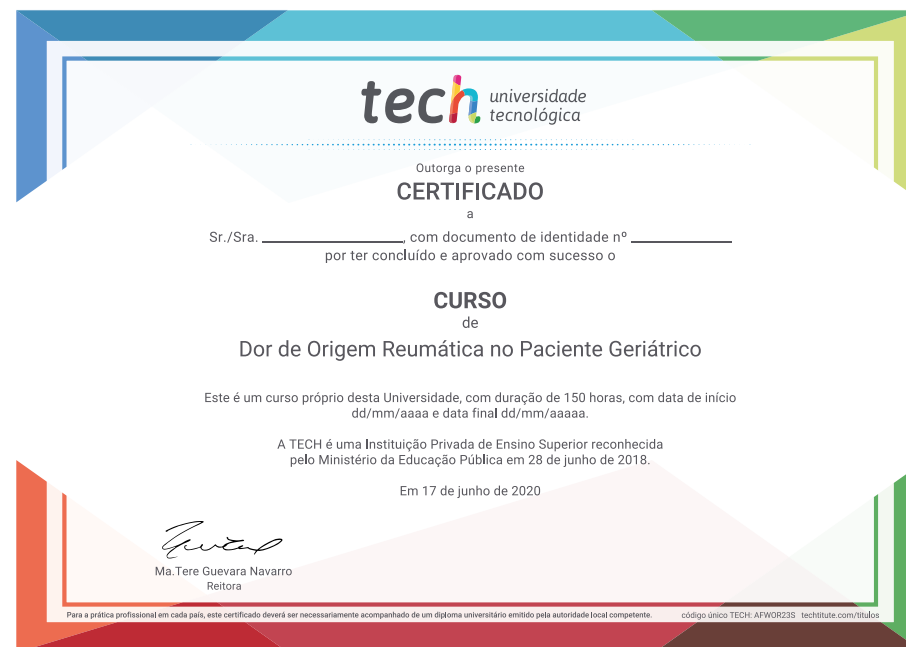 tech universidade
tecnológica
Outorga o presente
CERTIFICADO
a
Sr./Sra. ____________________, com documento de identidade nº ______________
por ter concluído e aprovado com sucesso o
CURSO
de
Dor de Origem Reumática no Paciente Geriátrico
Este é um curso próprio desta Universidade, com duração de 150 horas, com data de início
dd/mm/aaaa e data final dd/mm/aaaaa.
A TECH é uma Instituição Privada de Ensino Superior reconhecida
pelo Ministério da Educação Pública em 28 de junho de 2018.
Em 17 de junho de 2020
Ma.Tere Guevara Navarro
Reitora
Para a prática profissional em cada país, este certificado deverá ser necessariamente acompanhado de um diploma universitário emitido pela autoridade local competente. código único TECH: AFWOR23S techtitute.com/titulos